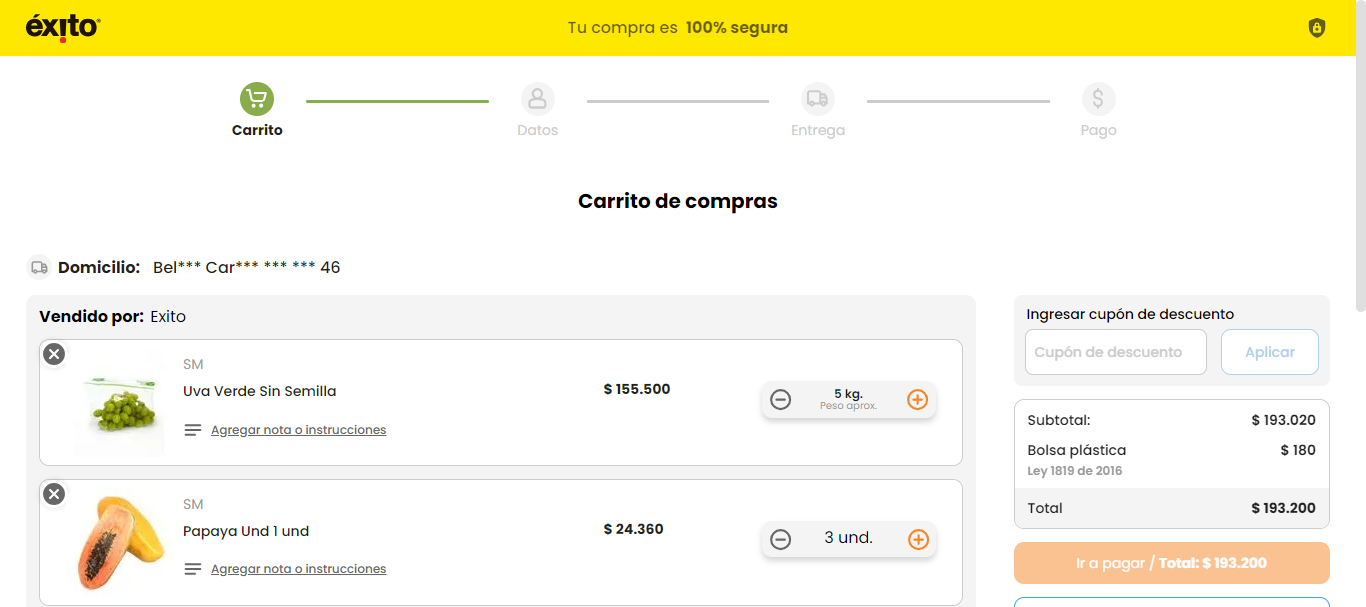 éxito
Tu compra es 100% segura
Carrito
Datos
Entrega
$
Pago
Carrito de compras
Domicilio: Bel*** Car*** *** *** 46
Vendido por: Exito
SM
Uva Verde Sin Semilla
$ 155.500
5 kg.
Peso aprox.
Agregar nota o instrucciones
SM
Papaya Und 1 und
$ 24.360
3 und.
Agregar nota o instrucciones
Ingresar cupón de descuento
Cupón de descuento
Aplicar
Subtotal: $ 193.020
Bolsa plástica $ 180
Ley 1819 de 2016
Total $ 193.200
Ir a pagar / Total: $ 193.200